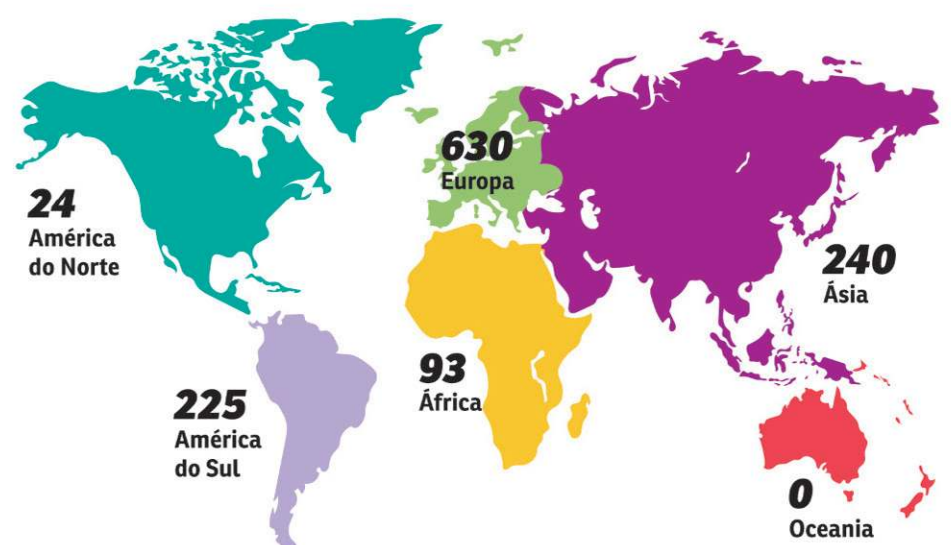 630
Europa
24
América
do Norte
240
Ásia
93
África
225
América
do Sul
0
Oceania